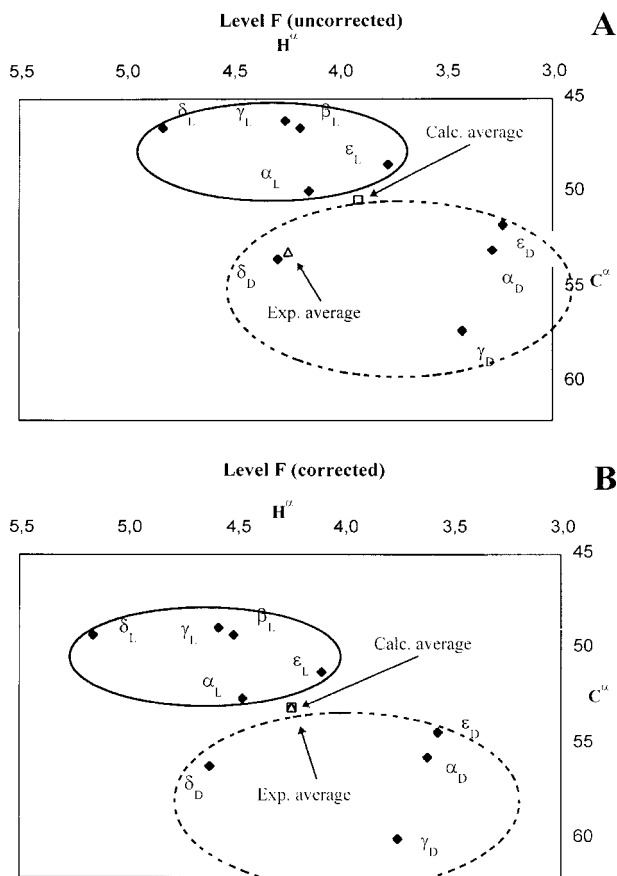 Level F (uncorrected)
A
H^α
5,5 5,0 4,5 4,0 3,5 3,0
45
δ_L γ_L β_L
Calc. average
ε_L
α_L
50
ε_D
δ_D α_D
55
C^α
Exp. average
γ_D
60
Level F (corrected)
B
H^α
5,5 5,0 4,5 4,0 3,5 3,0
45
δ_L γ_L β_L
Calc. average
50
ε_L
α_L
C^α
ε_D
55
δ_D α_D
Exp. average
γ_D
60